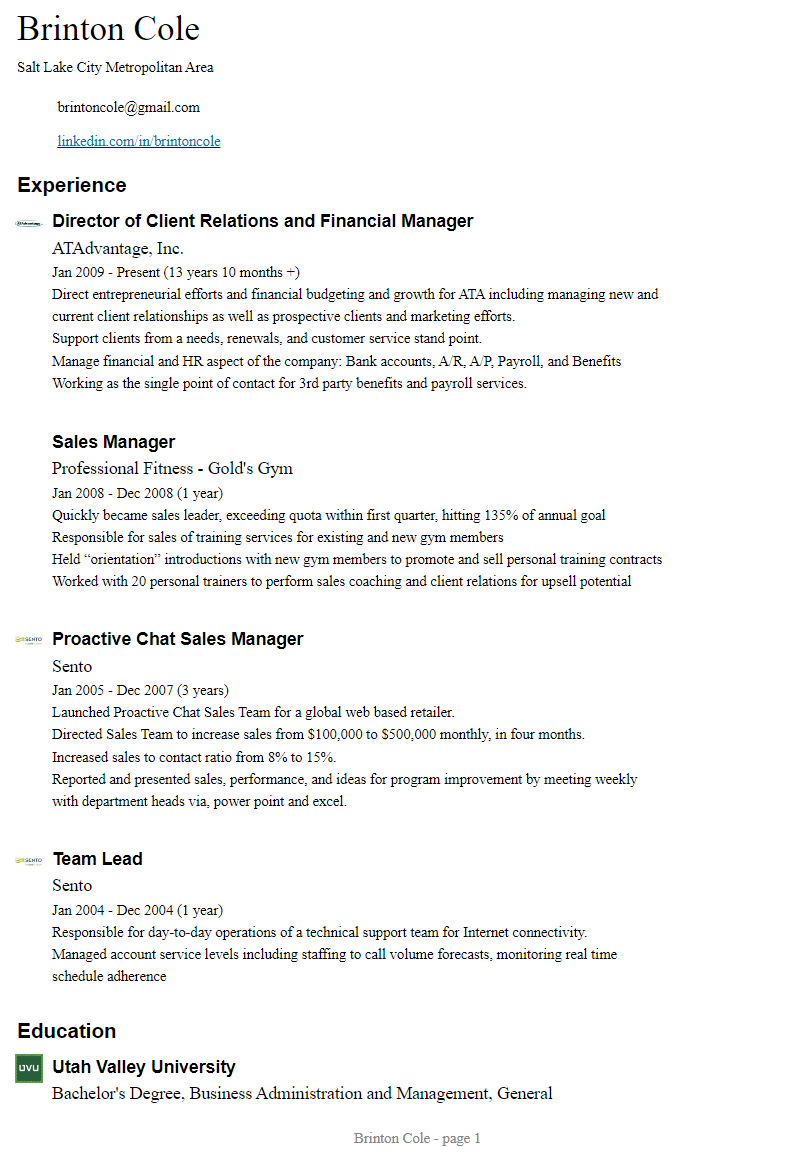 Brinton Cole
Salt Lake City Metropolitan Area
brintoncole@gmail.com
linkedin.com/in/brintoncole
Experience
Director of Client Relations and Financial Manager
ATAdvantage, Inc.
Jan 2009 - Present (13 years 10 months +)
Direct entrepreneurial efforts and financial budgeting and growth for ATA including managing new and
current client relationships as well as prospective clients and marketing efforts.
Support clients from a needs, renewals, and customer service stand point.
Manage financial and HR aspect of the company: Bank accounts, A/R, A/P, Payroll, and Benefits
Working as the single point of contact for 3rd party benefits and payroll services.
Sales Manager
Professional Fitness - Gold's Gym
Jan 2008 - Dec 2008 (1 year)
Quickly became sales leader, exceeding quota within first quarter, hitting 135% of annual goal
Responsible for sales of training services for existing and new gym members
Held “orientation” introductions with new gym members to promote and sell personal training contracts
Worked with 20 personal trainers to perform sales coaching and client relations for upsell potential
SENTO
Proactive Chat Sales Manager
Sento
Jan 2005 - Dec 2007 (3 years)
Launched Proactive Chat Sales Team for a global web based retailer.
Directed Sales Team to increase sales from $100,000 to $500,000 monthly, in four months.
Increased sales to contact ratio from 8% to 15%.
Reported and presented sales, performance, and ideas for program improvement by meeting weekly
with department heads via, power point and excel.
SENTO
Team Lead
Sento
Jan 2004 - Dec 2004 (1 year)
Responsible for day-to-day operations of a technical support team for Internet connectivity.
Managed account service levels including staffing to call volume forecasts, monitoring real time
schedule adherence
Education
UVU
Utah Valley University
Bachelor's Degree, Business Administration and Management, General
Brinton Cole - page 1